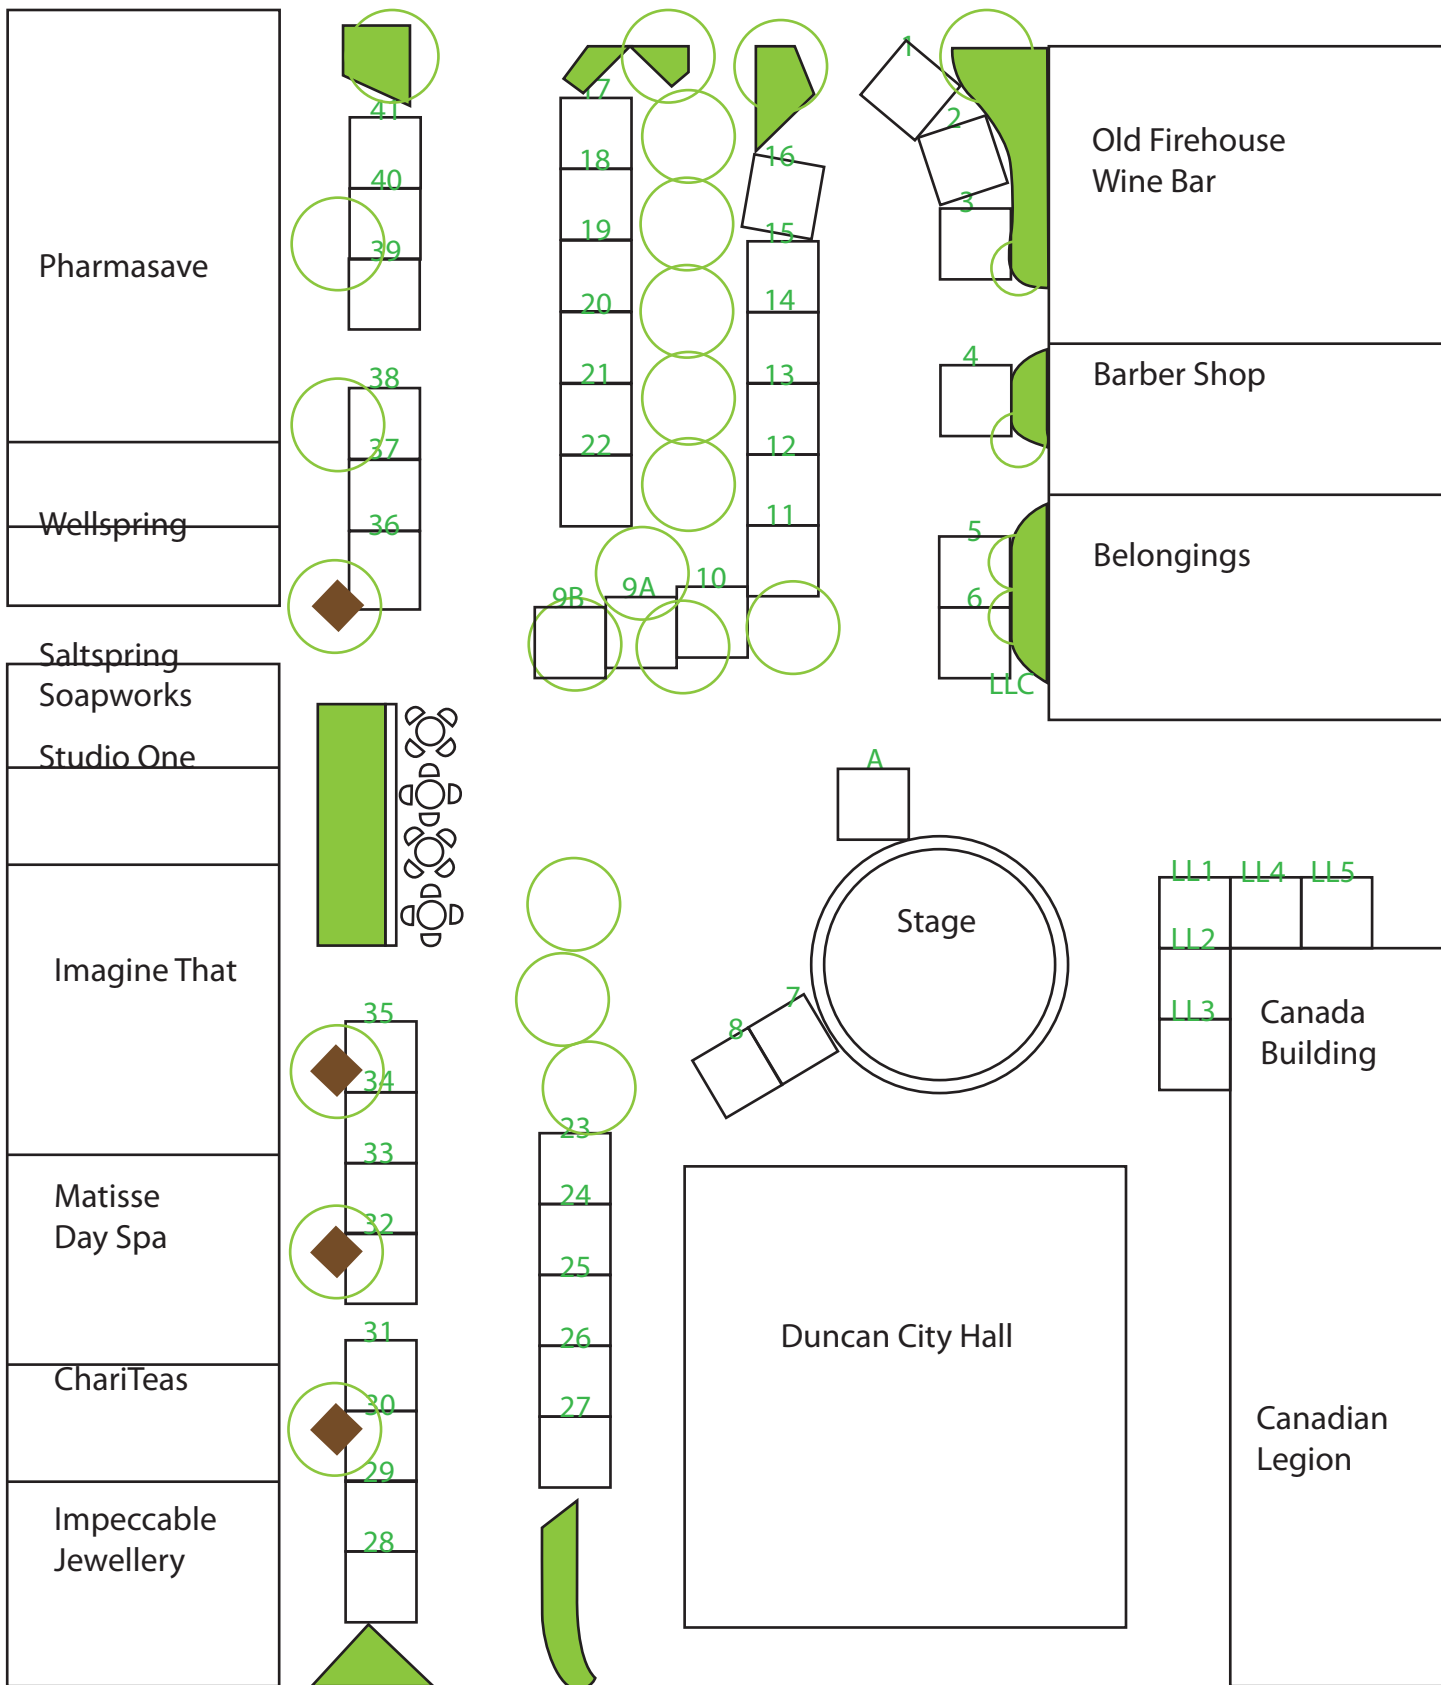 41
40
39
38
37
36
17
18
19
20
21
22
16
15
14
13
12
11
10
9A
9B
1
2
3
4
5
6
LLC
Old Firehouse
Wine Bar
Barber Shop
Belongings
Pharmasave
Wellspring
Saltspring
Soapworks
Studio One
Imagine That
Matisse
Day Spa
ChariTeas
Impeccable
Jewellery
35
34
33
32
31
30
29
28
23
24
25
26
27
A
Stage
7
8
Duncan City Hall
LL1
LL4
LL5
LL2
LL3
Canada
Building
Canadian
Legion